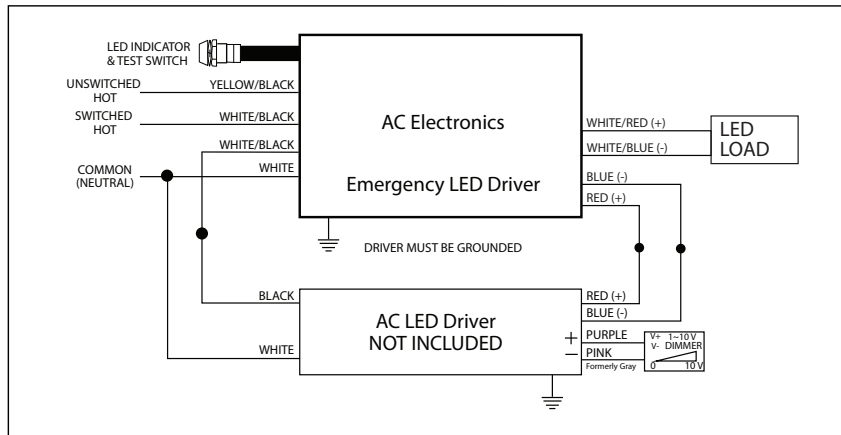 LED INDICATOR
& TEST SWITCH
UNSWITCHED
HOT
YELLOW/BLACK
SWITCHED
HOT
WHITE/BLACK
WHITE/BLACK
COMMON
(NEUTRAL)
WHITE
AC Electronics
Emergency LED Driver
WHITE/RED (+)
WHITE/BLUE (-)
LED
LOAD
BLUE (-)
RED (+)
DRIVER MUST BE GROUNDED
BLACK
WHITE
AC LED Driver
NOT INCLUDED
RED (+)
BLUE (-)
+ PURPLE
− PINK
Formerly Gray
V+ 1~10 V
V- DIMMER
0 10 V